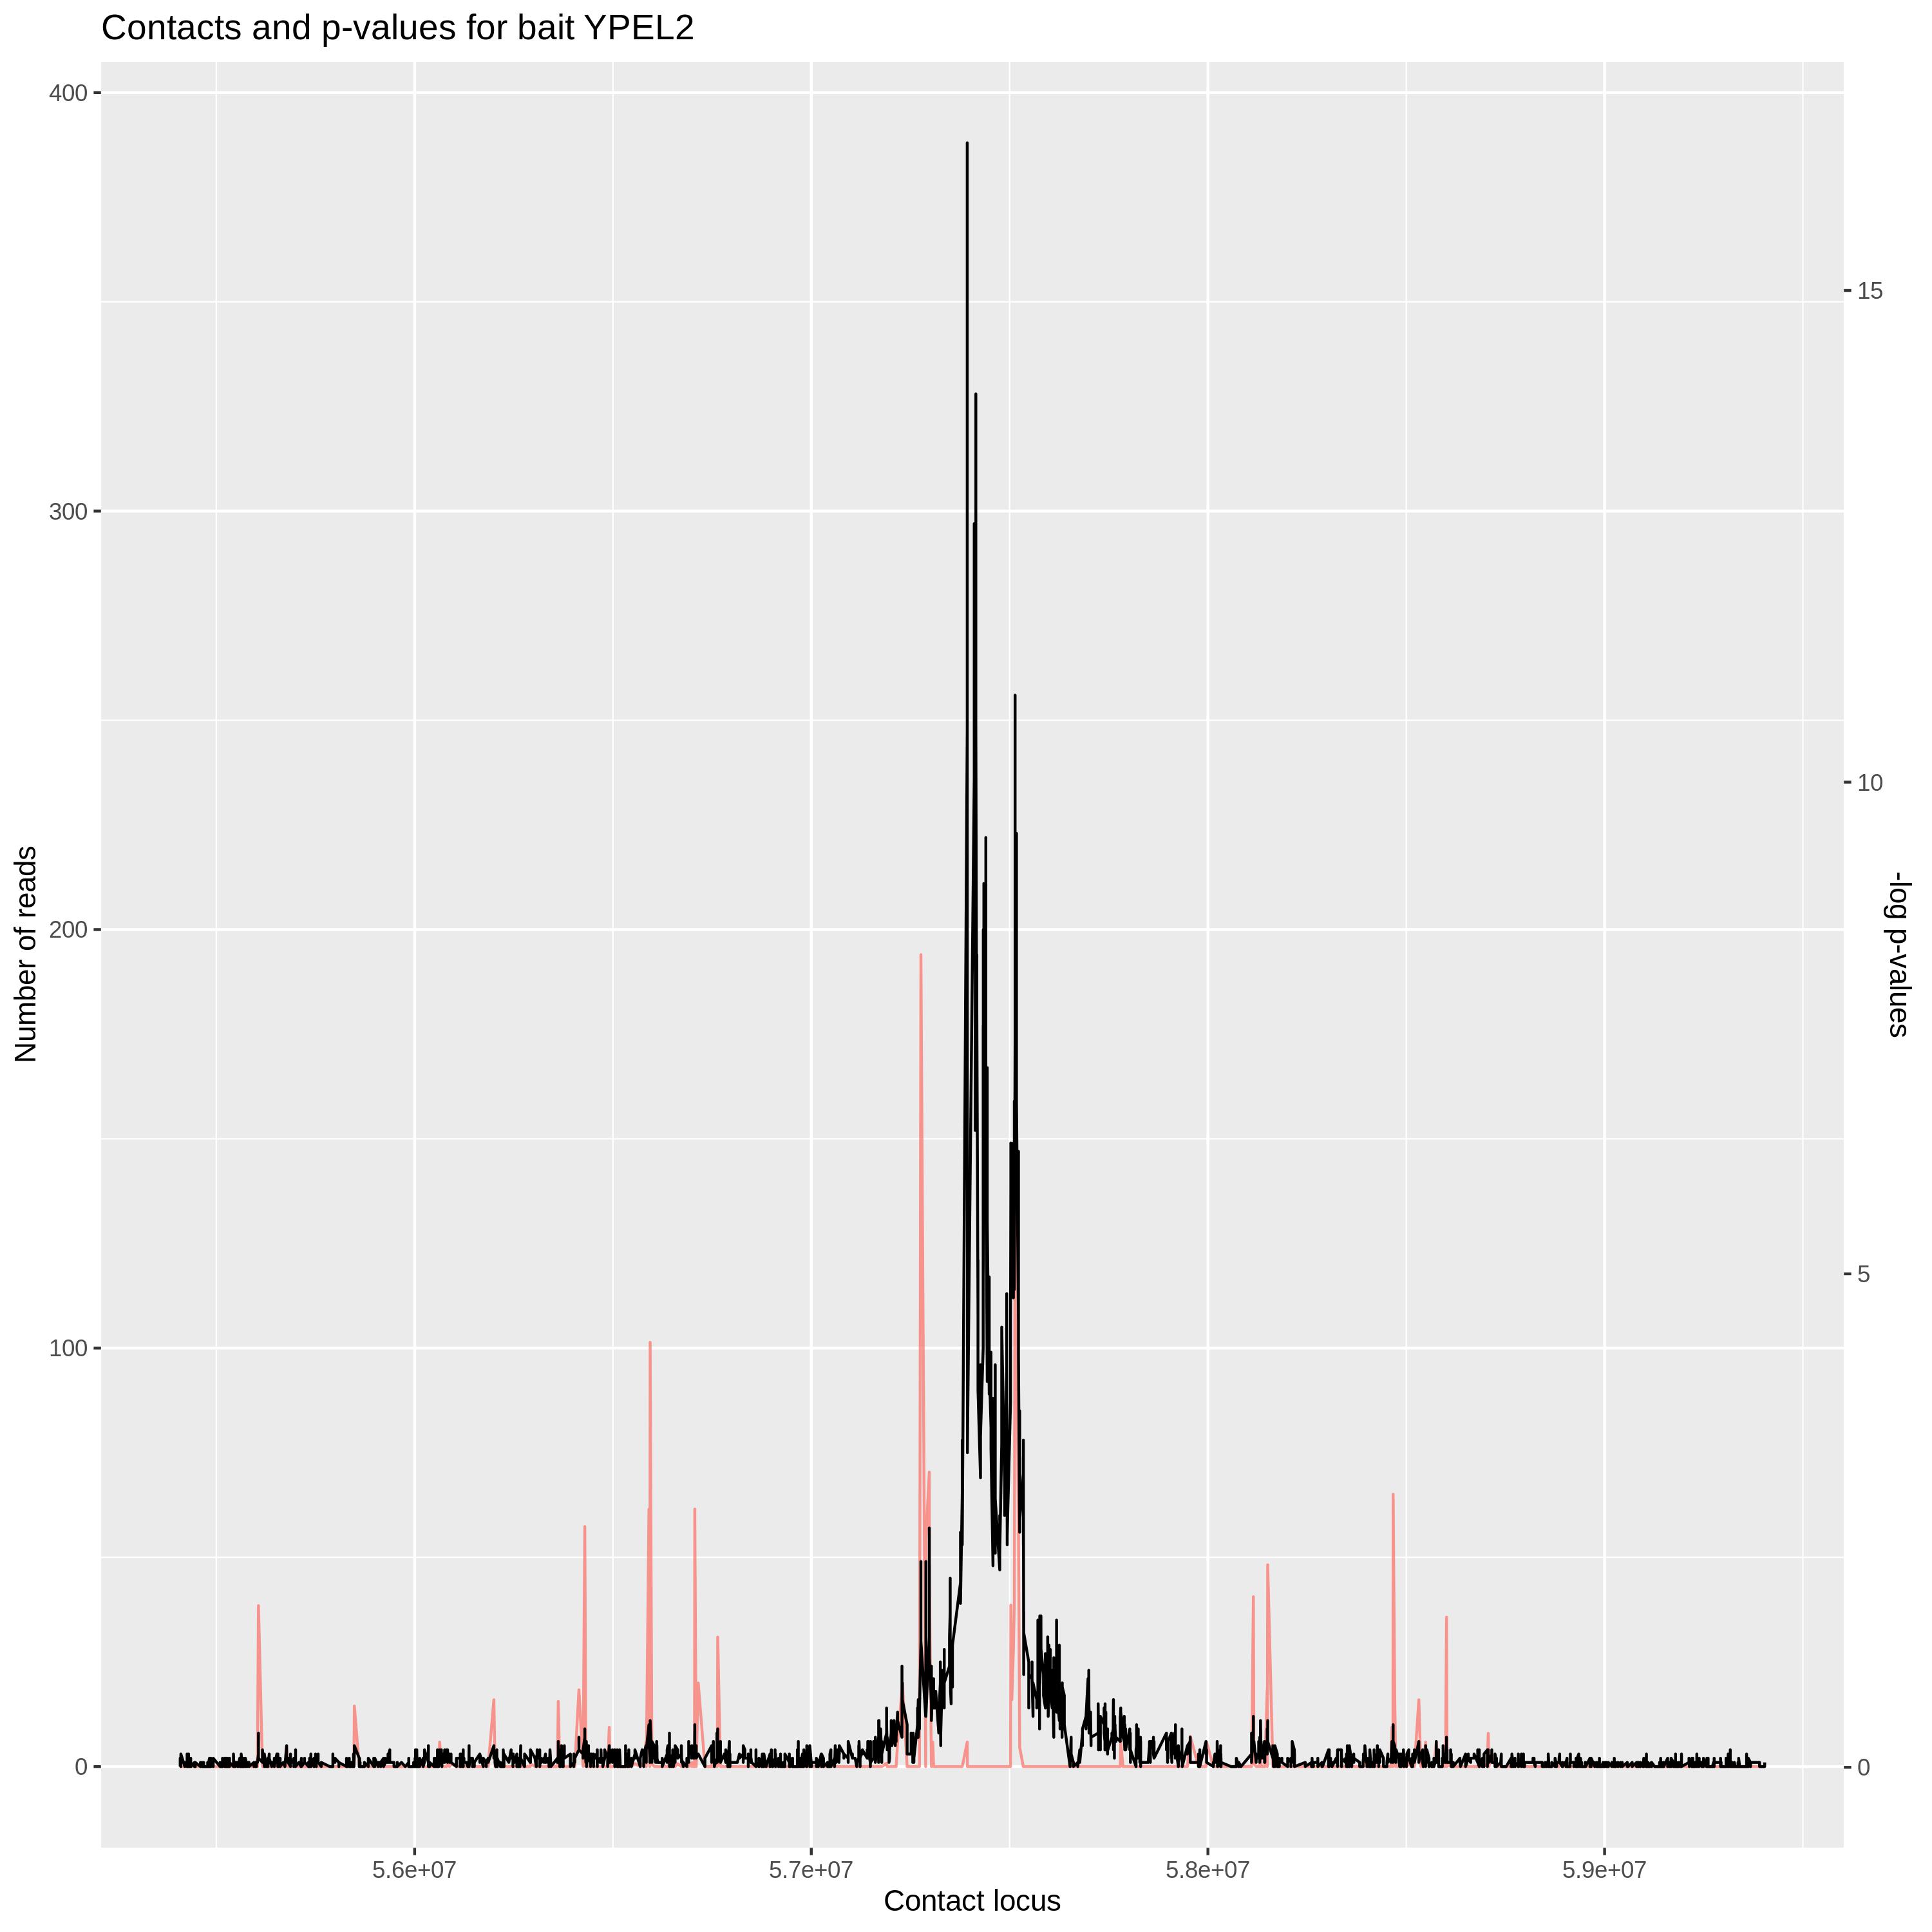 Contacts and p-values for bait YPEL2
400
300
200
100
0
Number of reads
15
10
5
0
-log p-values
5.6e+07
5.7e+07
5.8e+07
5.9e+07
Contact locus